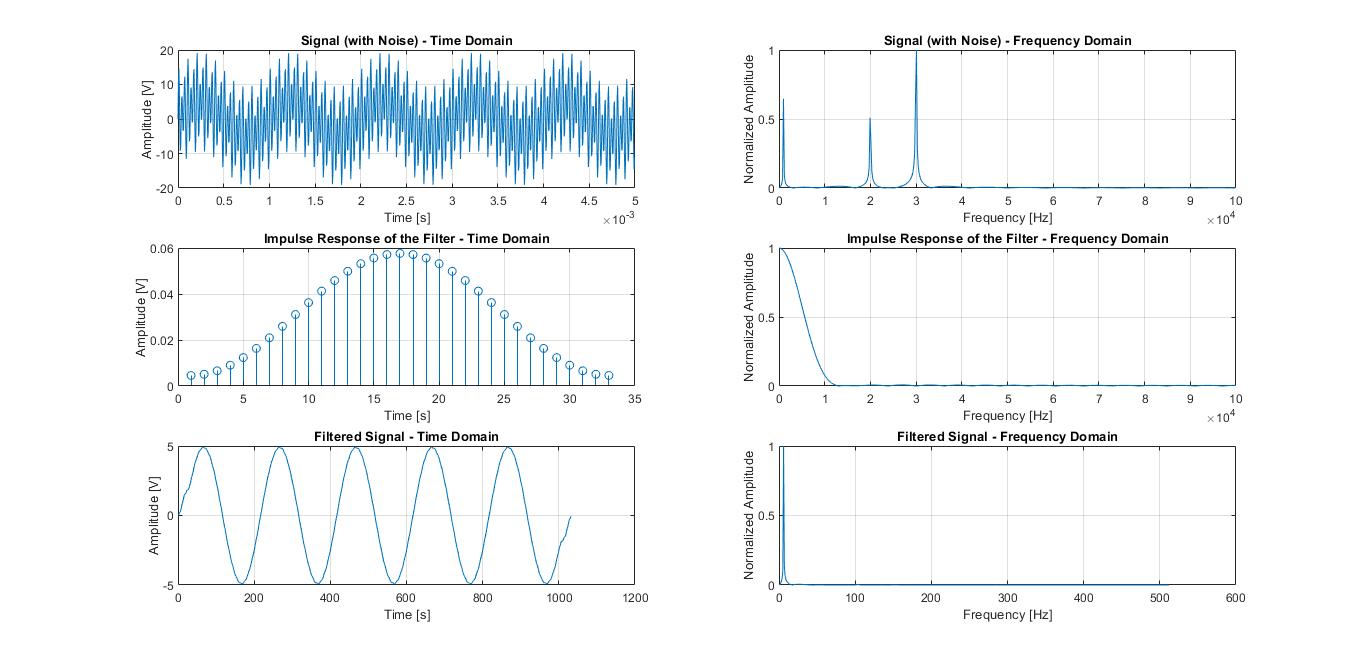 Signal (with Noise) - Time Domain
20
10
0
-10
-20
Amplitude [V]
0 0.5 1 1.5 2 2.5 3 3.5 4 4.5 5
Time [s]
×10⁻³
Signal (with Noise) - Frequency Domain
1
0.5
0
Normalized Amplitude
0 1 2 3 4 5 6 7 8 9 10
Frequency [Hz]
×10⁴
Impulse Response of the Filter - Time Domain
0.06
0.04
0.02
0
Amplitude [V]
0 5 10 15 20 25 30 35
Time [s]
Impulse Response of the Filter - Frequency Domain
1
0.5
0
Normalized Amplitude
0 1 2 3 4 5 6 7 8 9 10
Frequency [Hz]
×10⁴
Filtered Signal - Time Domain
5
0
-5
Amplitude [V]
0 200 400 600 800 1000 1200
Time [s]
Filtered Signal - Frequency Domain
1
0.5
0
Normalized Amplitude
0 100 200 300 400 500 600
Frequency [Hz]